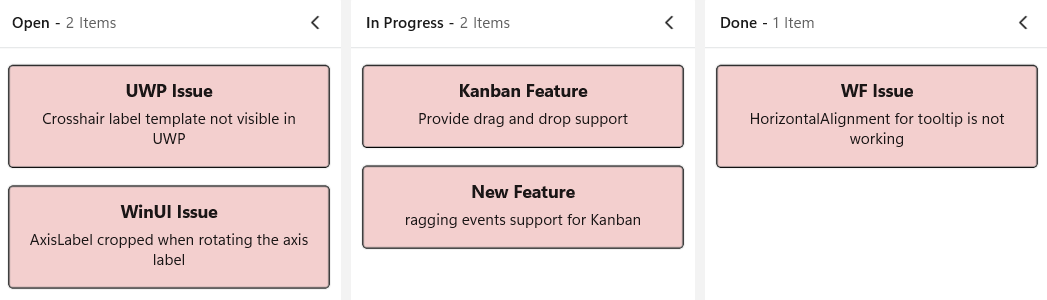 Open - 2 Items
UWP Issue
Crosshair label template not visible in
UWP
WinUI Issue
AxisLabel cropped when rotating the axis
label
In Progress - 2 Items
Kanban Feature
Provide drag and drop support
New Feature
ragging events support for Kanban
Done - 1 Item
WF Issue
HorizontalAlignment for tooltip is not
working